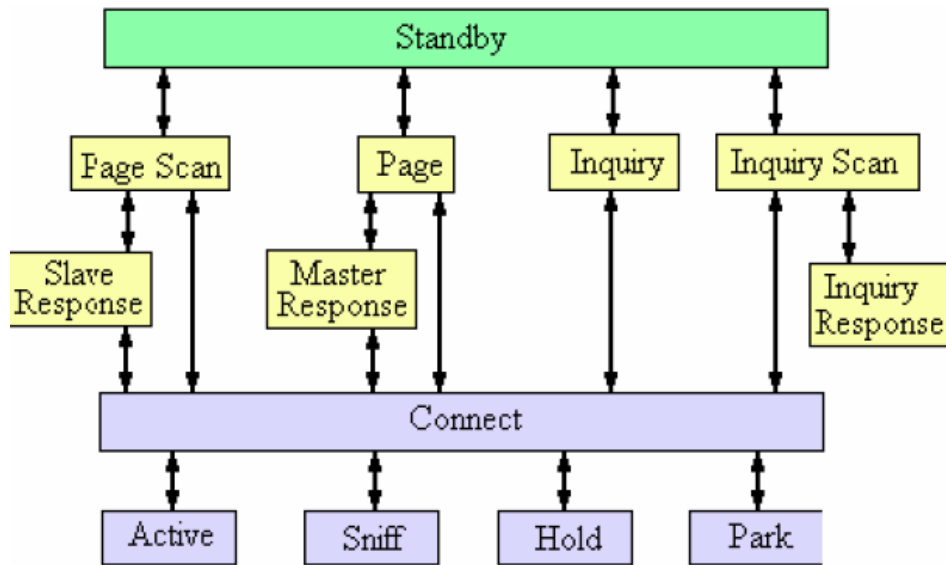 Standby
Page Scan
Page
Inquiry
Inquiry Scan
Slave
Response
Master
Response
Inquiry
Response
Connect
Active
Sniff
Hold
Park